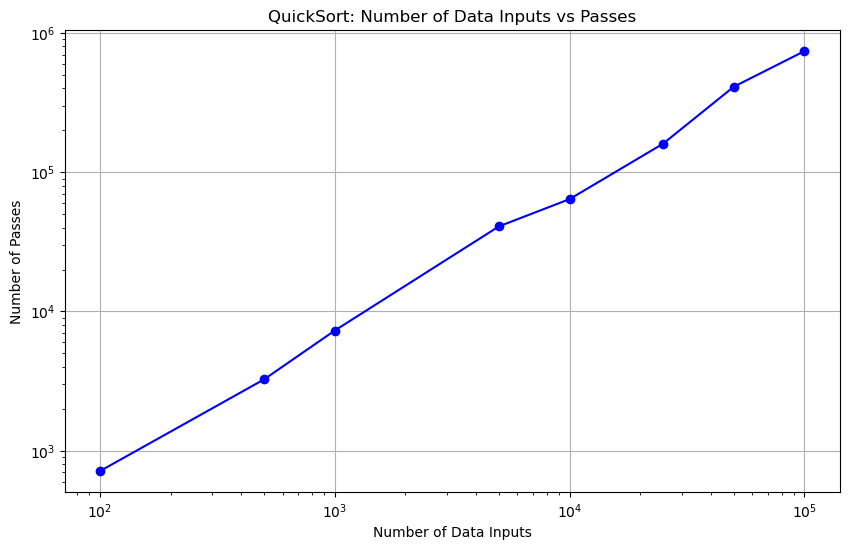 QuickSort: Number of Data Inputs vs Passes
Number of Passes
10⁶
10⁵
10⁴
10³
10² 10³ 10⁴ 10⁵
Number of Data Inputs